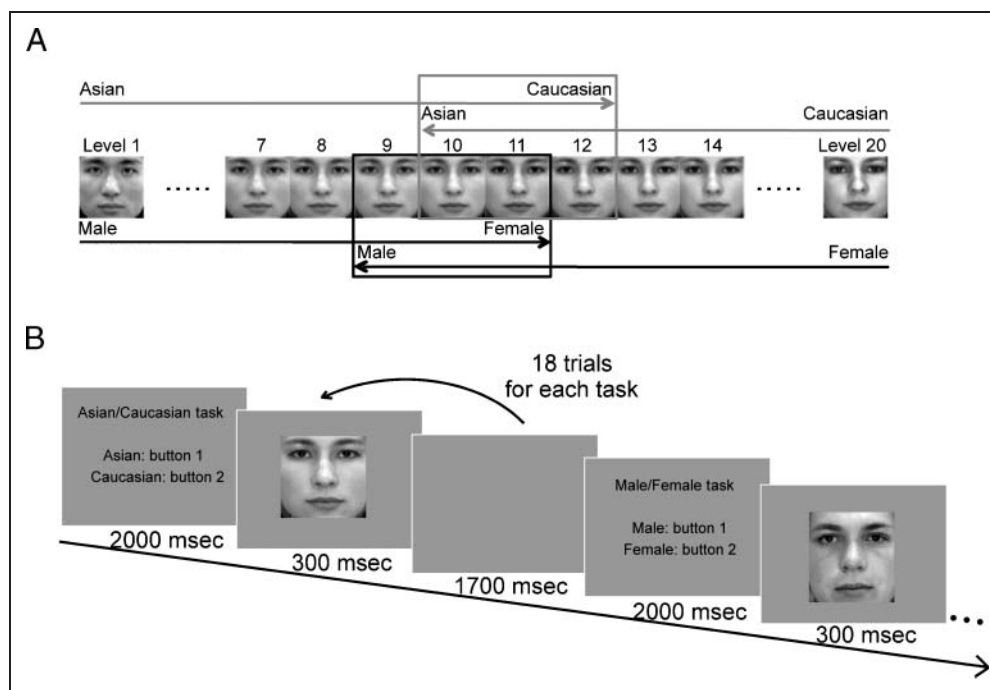 A
Asian Caucasian
Asian Caucasian
Level 1 7 8 9 10 11 12 13 14 Level 20
.....
.....
Male Female
Male Female
B
18 trials
for each task
Asian/Caucasian task
Asian: button 1
Caucasian: button 2
2000 msec
300 msec
1700 msec
Male/Female task
Male: button 1
Female: button 2
2000 msec
300 msec
...